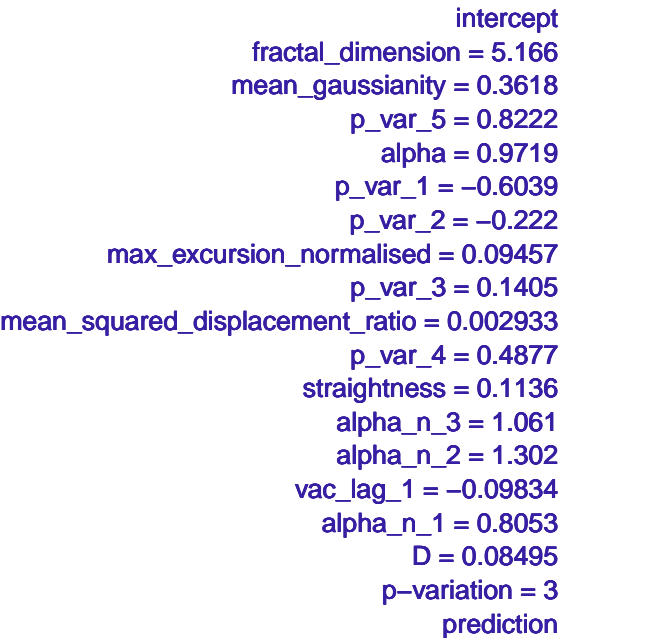 intercept
fractal_dimension = 5.166
mean_gaussianity = 0.3618
p_var_5 = 0.8222
alpha = 0.9719
p_var_1 = −0.6039
p_var_2 = −0.222
max_excursion_normalised = 0.09457
p_var_3 = 0.1405
mean_squared_displacement_ratio = 0.002933
p_var_4 = 0.4877
straightness = 0.1136
alpha_n_3 = 1.061
alpha_n_2 = 1.302
vac_lag_1 = −0.09834
alpha_n_1 = 0.8053
D = 0.08495
p−variation = 3
prediction